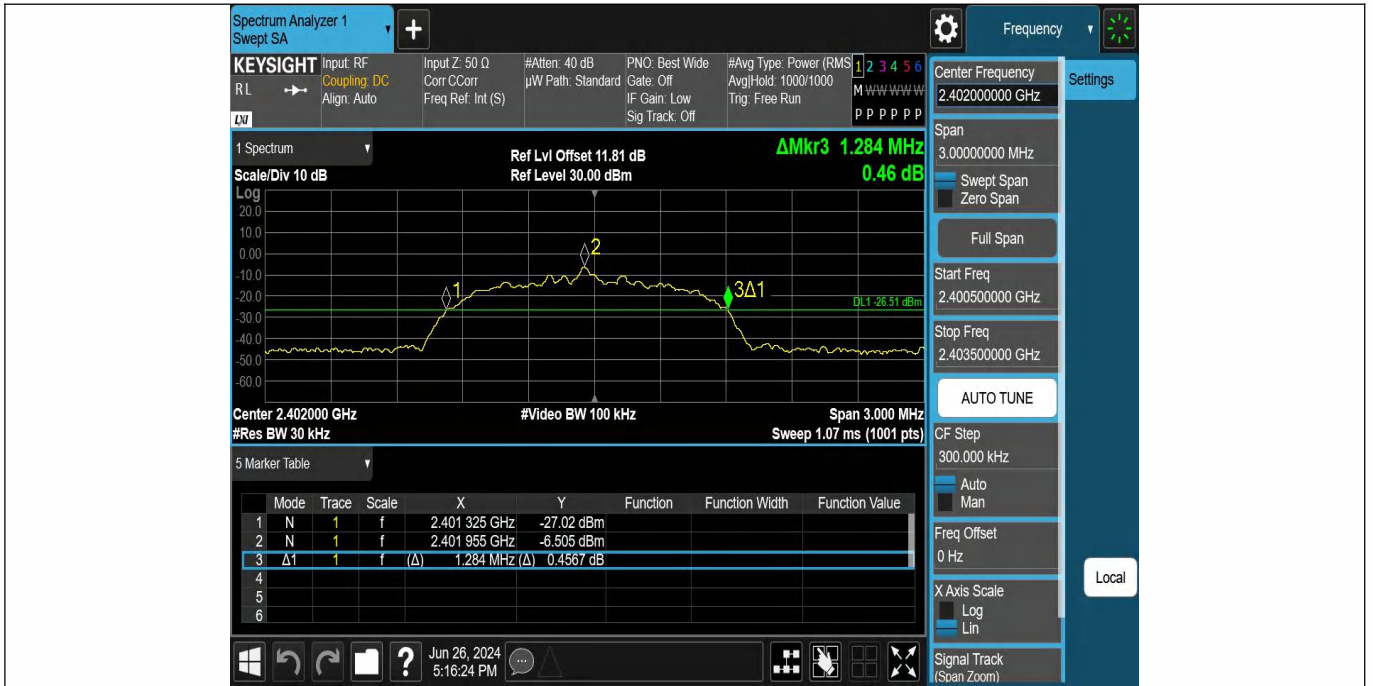 Spectrum Analyzer 1
Swept SA
+
Frequency
KEYSIGHT
RL
LXI
Input: RF
Coupling: DC
Align: Auto
Input Z: 50 Ω
Corr CCorr
Freq Ref: Int (S)
#Atten: 40 dB
µW Path: Standard
PNO: Best Wide
Gate: Off
IF Gain: Low
Sig Track: Off
#Avg Type: Power (RMS
Avg|Hold: 1000/1000
Trig: Free Run
1 2 3 4 5 6
M W W W W W
P P P P P P
1 Spectrum
Scale/Div 10 dB
Ref Lvl Offset 11.81 dB
Ref Level 30.00 dBm
ΔMkr3 1.284 MHz
0.46 dB
Log
20.0
10.0
0.00
-10.0
-20.0
-30.0
-40.0
-50.0
-60.0
1
2
3Δ1
DL1 -26.51 dBm
Center 2.402000 GHz
#Video BW 100 kHz
Span 3.000 MHz
#Res BW 30 kHz
Sweep 1.07 ms (1001 pts)
5 Marker Table
Mode Trace Scale X Y Function Function Width Function Value
1 N 1 f 2.401 325 GHz -27.02 dBm
2 N 1 f 2.401 955 GHz -6.505 dBm
3 Δ1 1 f (Δ) 1.284 MHz (Δ) 0.4567 dB
4
5
6
Jun 26, 2024
5:16:24 PM
?
Center Frequency
2.402000000 GHz
Settings
Span
3.00000000 MHz
Swept Span
Zero Span
Full Span
Start Freq
2.400500000 GHz
Stop Freq
2.403500000 GHz
AUTO TUNE
CF Step
300.000 kHz
Auto
Man
Freq Offset
0 Hz
X Axis Scale
Log
Lin
Signal Track
(Span Zoom)
Local